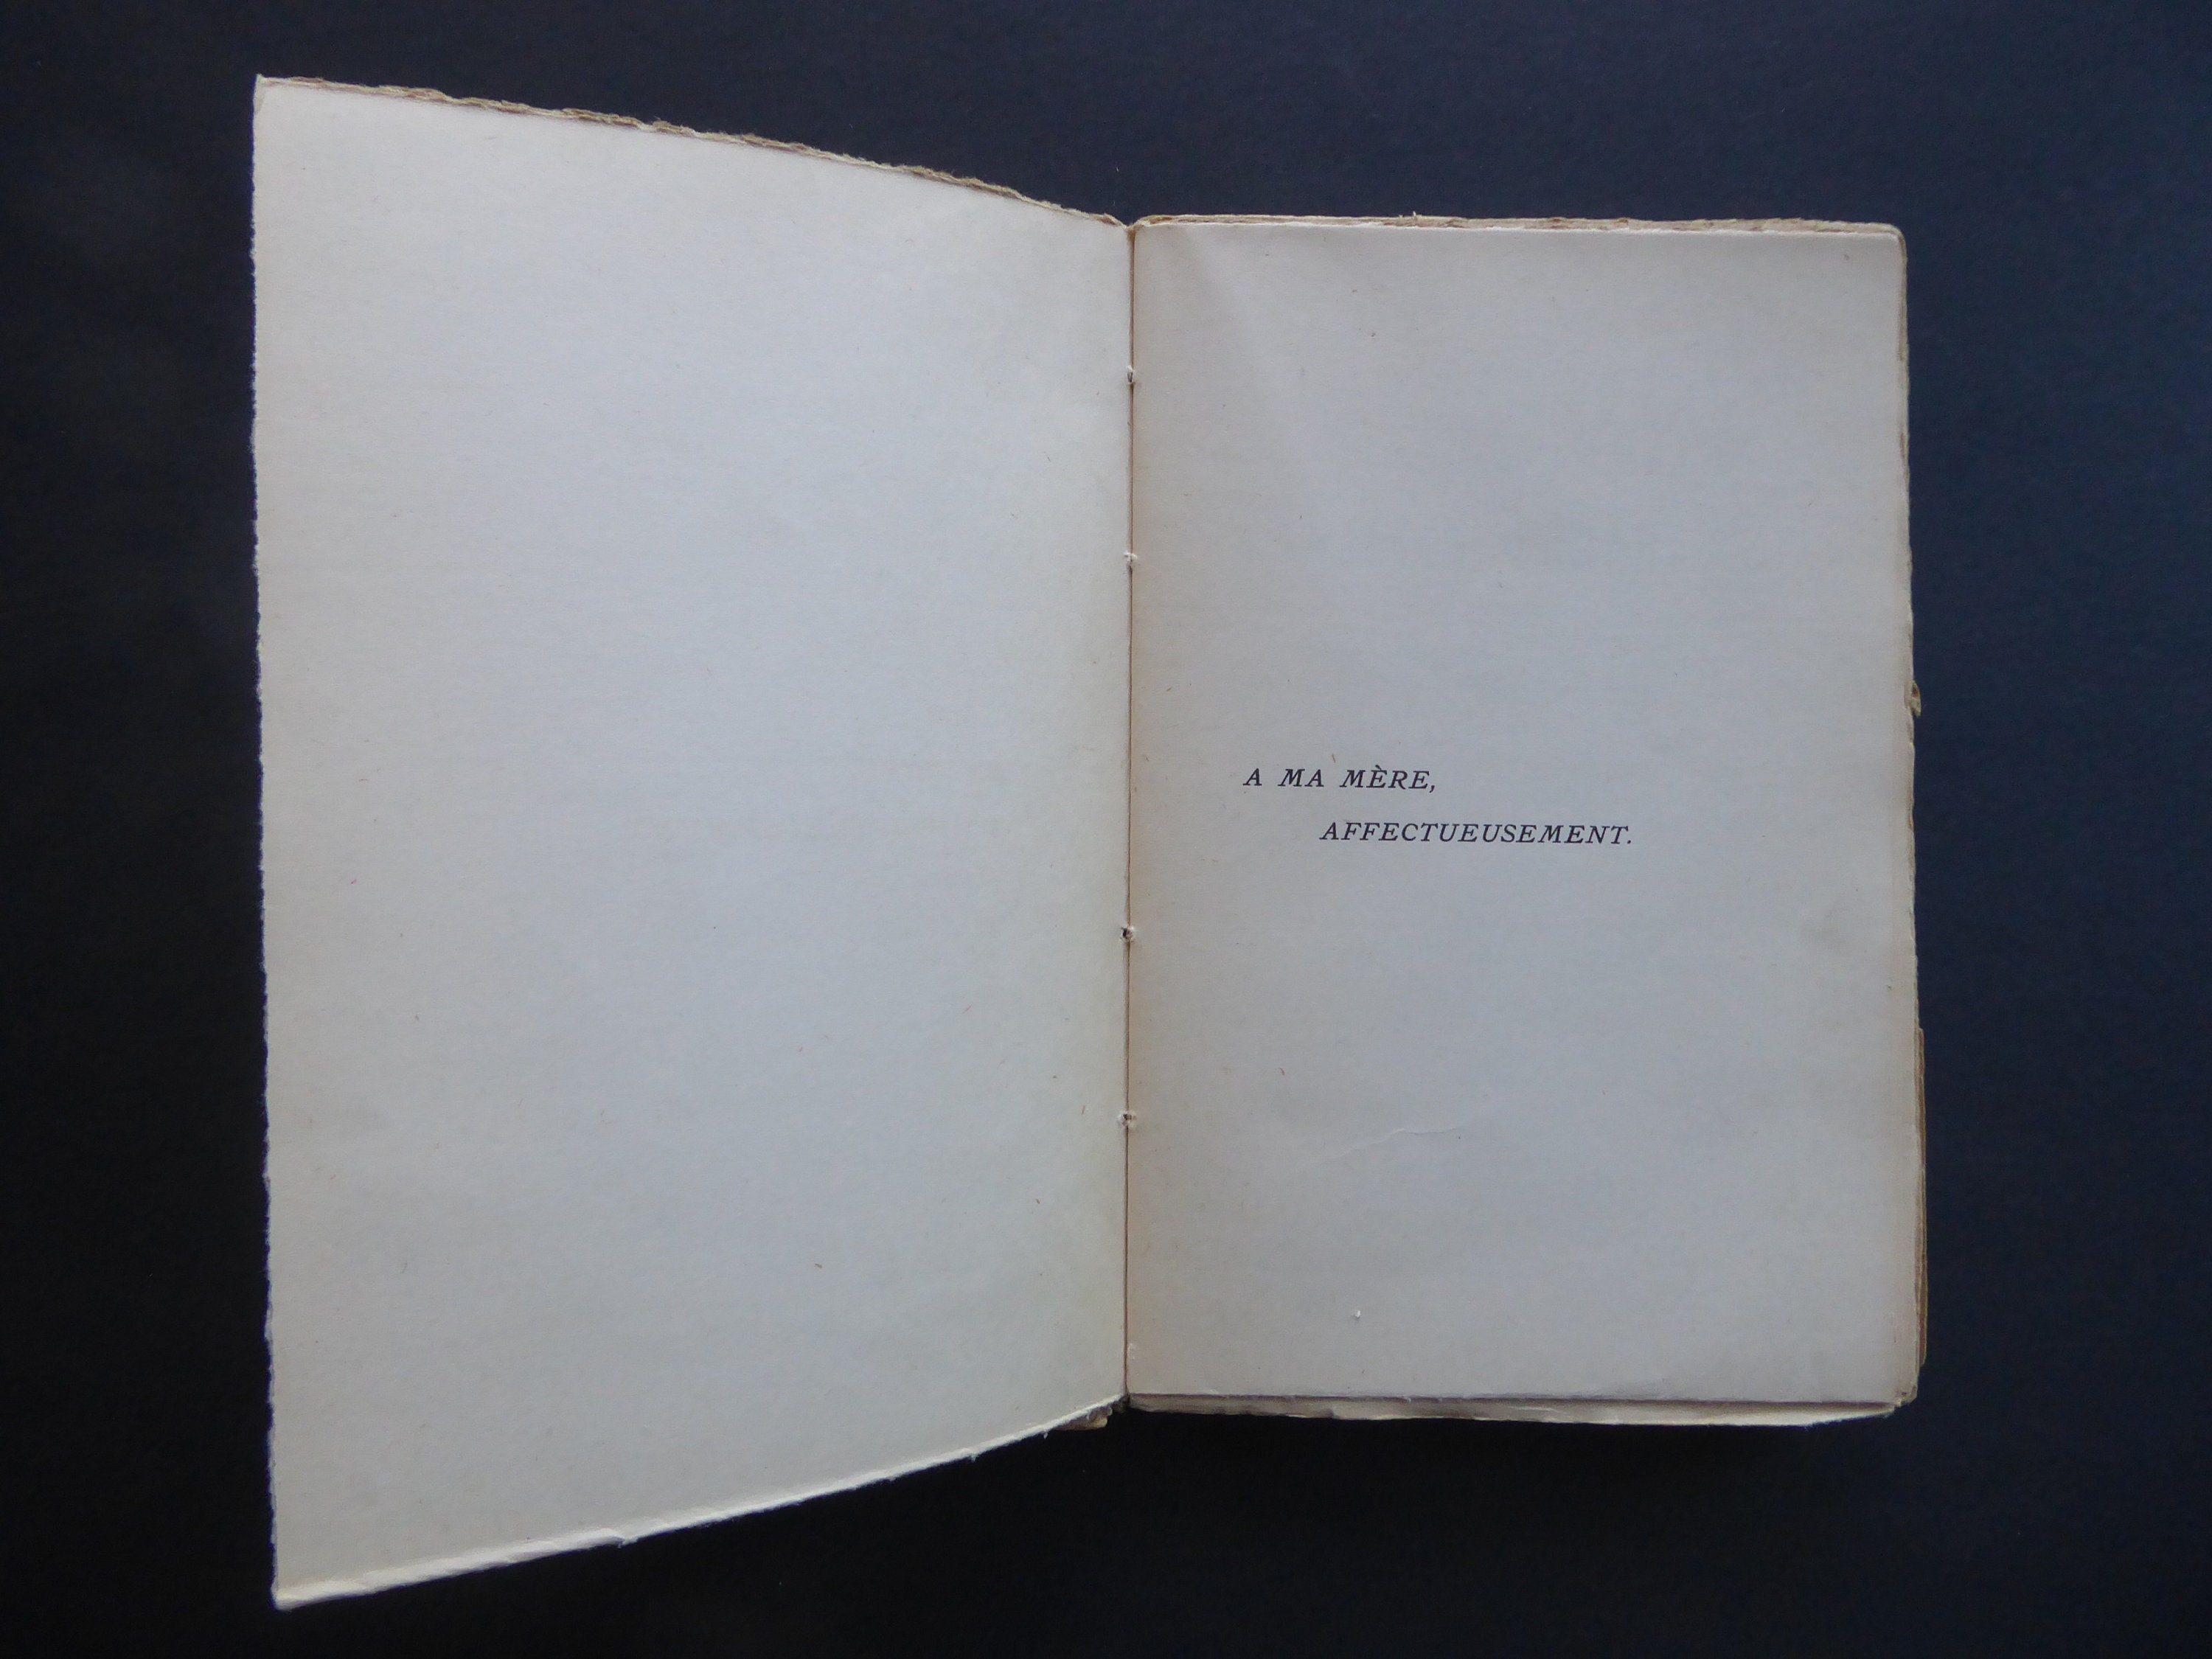 A MA MÈRE,
AFFECTUEUSEMENT.